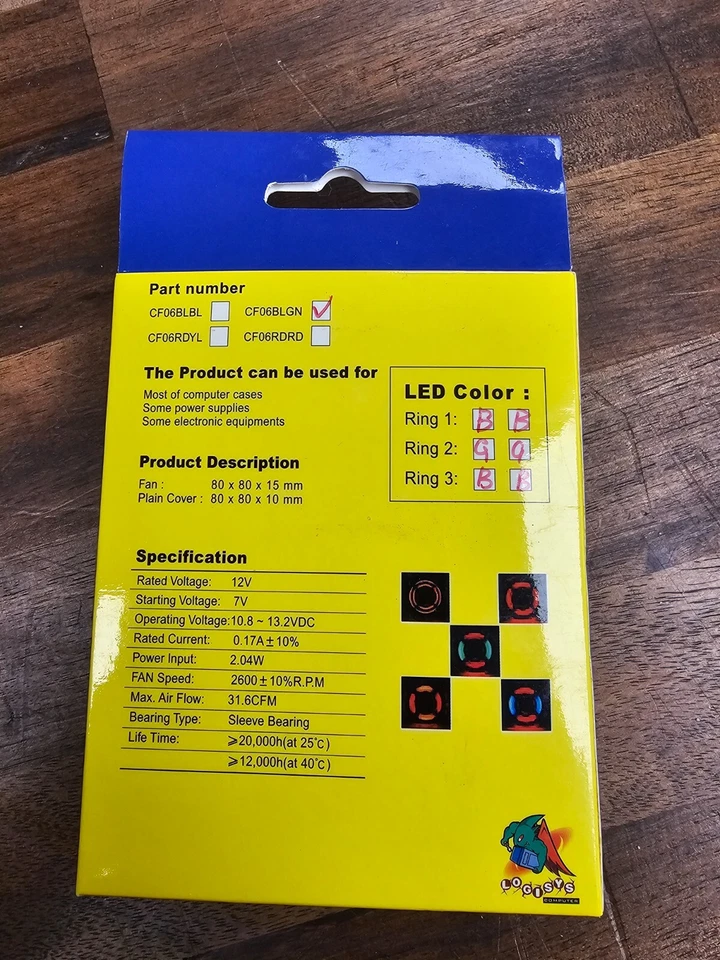 Part number
CF06BLBL CF06BLGN ✓
CF06RDYL CF06RDRD
The Product can be used for
Most of computer cases
Some power supplies
Some electronic equipments
LED Color :
Ring 1: B B
Ring 2: G G
Ring 3: B B
Product Description
Fan : 80 x 80 x 15 mm
Plain Cover : 80 x 80 x 10 mm
Specification
Rated Voltage: 12V
Starting Voltage: 7V
Operating Voltage:10.8 ~ 13.2VDC
Rated Current: 0.17A±10%
Power Input: 2.04W
FAN Speed: 2600±10%R.P.M
Max. Air Flow: 31.6CFM
Bearing Type: Sleeve Bearing
Life Time: ⩾20,000h(at 25℃)
⩾12,000h(at 40℃)
LOGISYS
COMPUTER